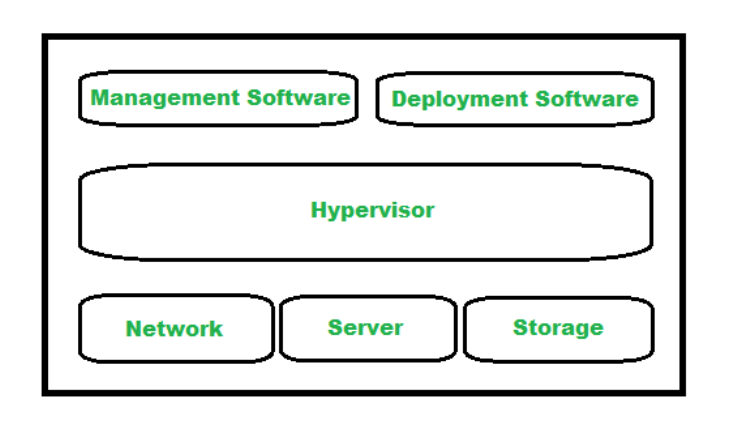 Management Software
Deployment Software
Hypervisor
Network
Server
Storage